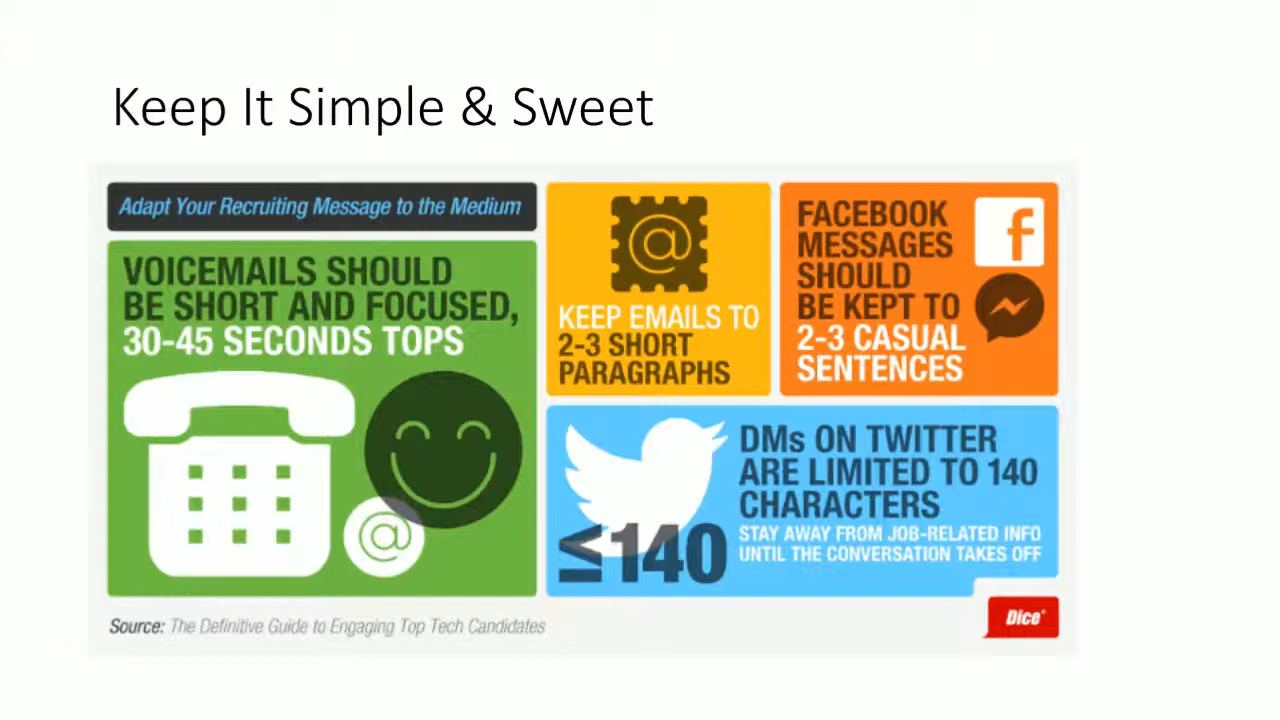 Keep It Simple & Sweet
Adapt Your Recruiting Message to the Medium
VOICEMAILS SHOULD
BE SHORT AND FOCUSED,
30-45 SECONDS TOPS
@
@
KEEP EMAILS TO
2-3 SHORT
PARAGRAPHS
FACEBOOK
MESSAGES
SHOULD
BE KEPT TO
2-3 CASUAL
SENTENCES
f
≤140
DMs ON TWITTER
ARE LIMITED TO 140
CHARACTERS
STAY AWAY FROM JOB-RELATED INFO
UNTIL THE CONVERSATION TAKES OFF
Source: The Definitive Guide to Engaging Top Tech Candidates
Dice®